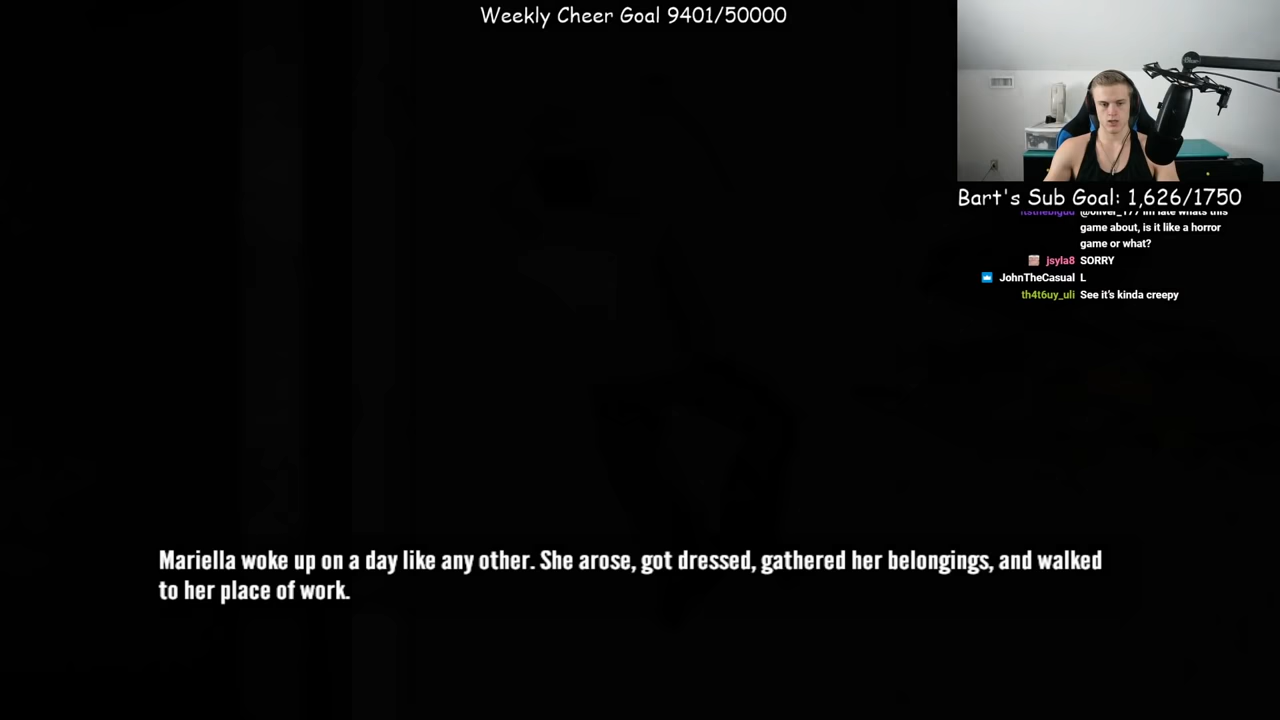 Weekly Cheer Goal 9401/50000
Bart's Sub Goal: 1,626/1750
game about, is it like a horror
game or what?
jsyla8 SORRY
JohnTheCasual L
th4t6uy_uli See it's kinda creepy
Mariella woke up on a day like any other. She arose, got dressed, gathered her belongings, and walked
to her place of work.